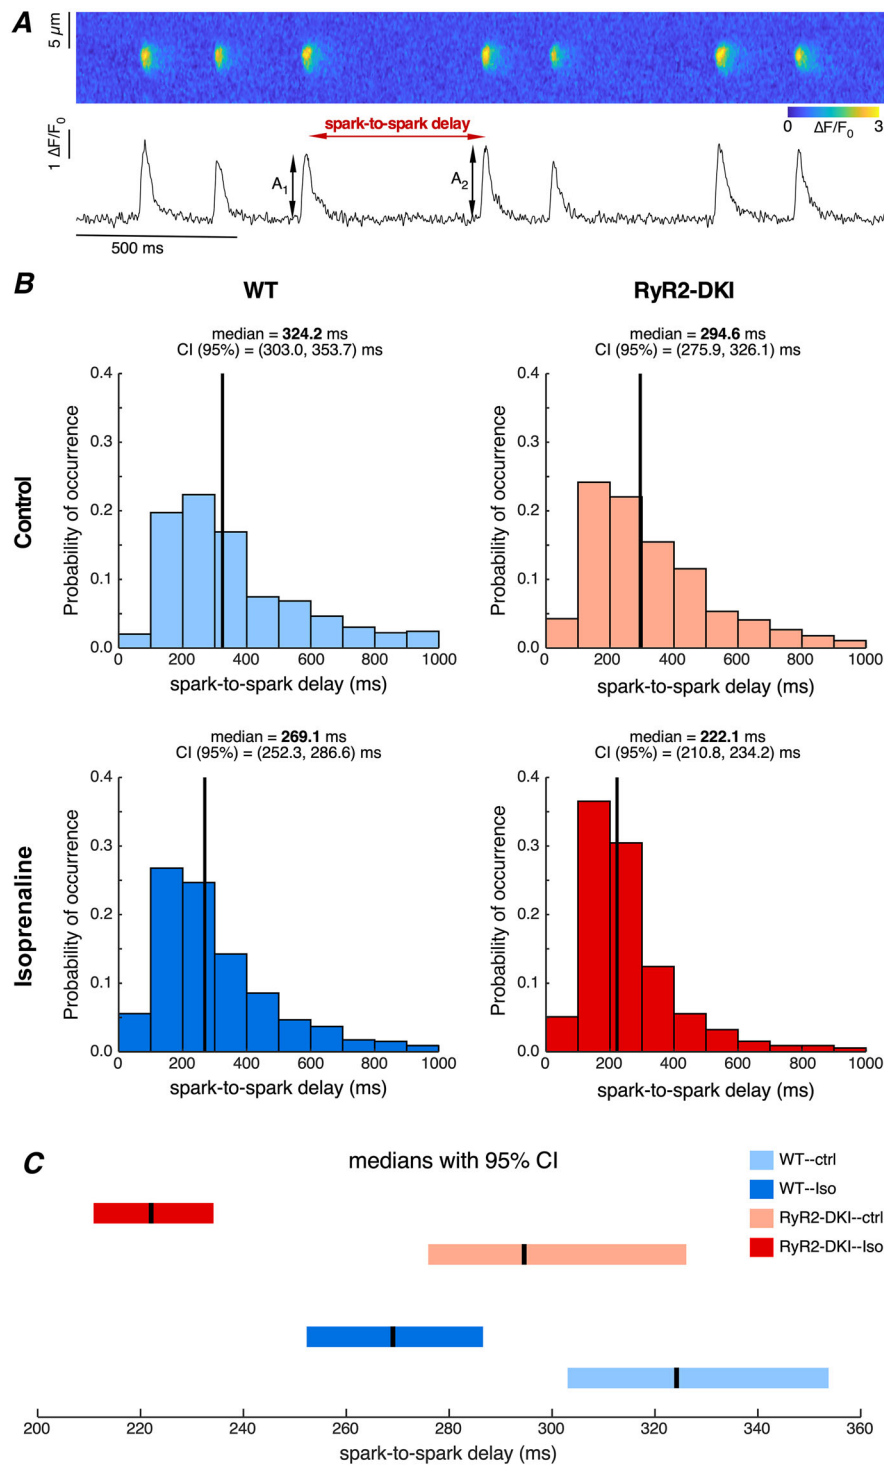 A
5 µm
0 ΔF/F0 3
1 ΔF/F0
spark-to-spark delay
A1
A2
500 ms
B
WT
RyR2-DKI
Control
median = 324.2 ms
CI (95%) = (303.0, 353.7) ms
Probability of occurrence
0.4
0.3
0.2
0.1
0.0
0 200 400 600 800 1000
spark-to-spark delay (ms)
median = 294.6 ms
CI (95%) = (275.9, 326.1) ms
Probability of occurrence
0.4
0.3
0.2
0.1
0.0
0 200 400 600 800 1000
spark-to-spark delay (ms)
Isoprenaline
median = 269.1 ms
CI (95%) = (252.3, 286.6) ms
Probability of occurrence
0.4
0.3
0.2
0.1
0.0
0 200 400 600 800 1000
spark-to-spark delay (ms)
median = 222.1 ms
CI (95%) = (210.8, 234.2) ms
Probability of occurrence
0.4
0.3
0.2
0.1
0.0
0 200 400 600 800 1000
spark-to-spark delay (ms)
C
medians with 95% CI
WT--ctrl
WT--Iso
RyR2-DKI--ctrl
RyR2-DKI--Iso
200 220 240 260 280 300 320 340 360
spark-to-spark delay (ms)